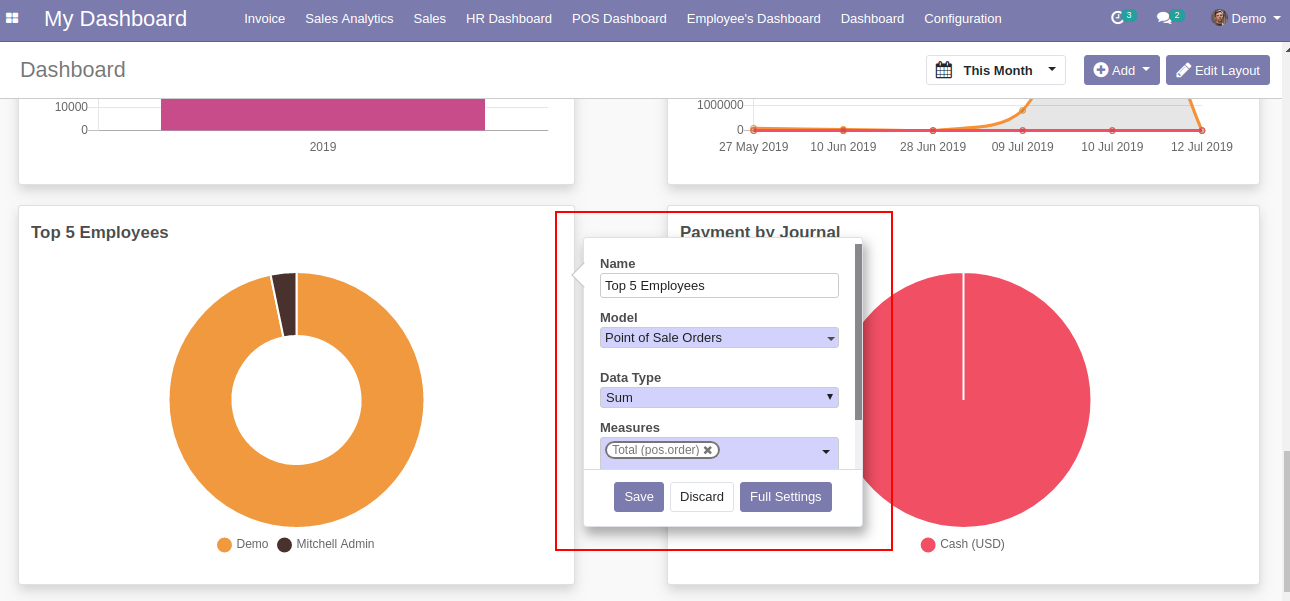 My Dashboard
Invoice Sales Analytics Sales HR Dashboard POS Dashboard Employee's Dashboard Dashboard Configuration
3 2 Demo
Dashboard
This Month Add Edit Layout
10000
0
2019
1000000
0
27 May 2019 10 Jun 2019 28 Jun 2019 09 Jul 2019 10 Jul 2019 12 Jul 2019
Top 5 Employees
Demo Mitchell Admin
Name
Top 5 Employees
Model
Point of Sale Orders
Data Type
Sum
Measures
Total (pos.order)
Save Discard Full Settings
Payment by Journal
Cash (USD)